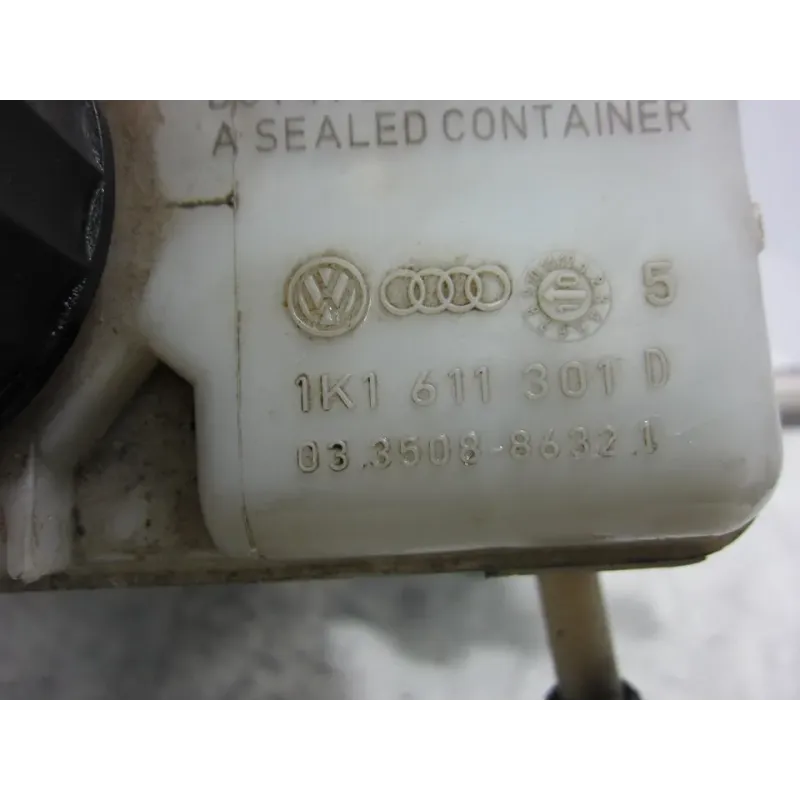 A SEALED CONTAINER
5
1K1 611 301 D
03.3508-8632.1